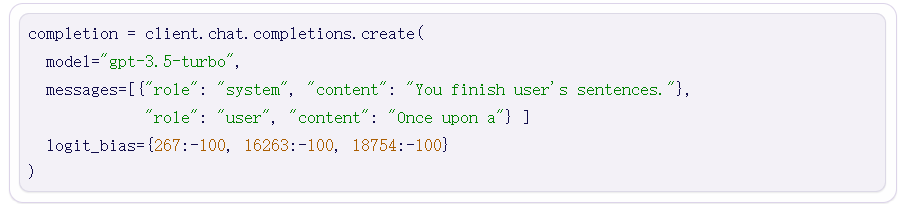 completion = client.chat.completions.create(
model="gpt-3.5-turbo",
messages=[{"role": "system", "content": "You finish user's sentences."},
"role": "user", "content": "Once upon a"} ]
logit_bias={267:-100, 16263:-100, 18754:-100}
)